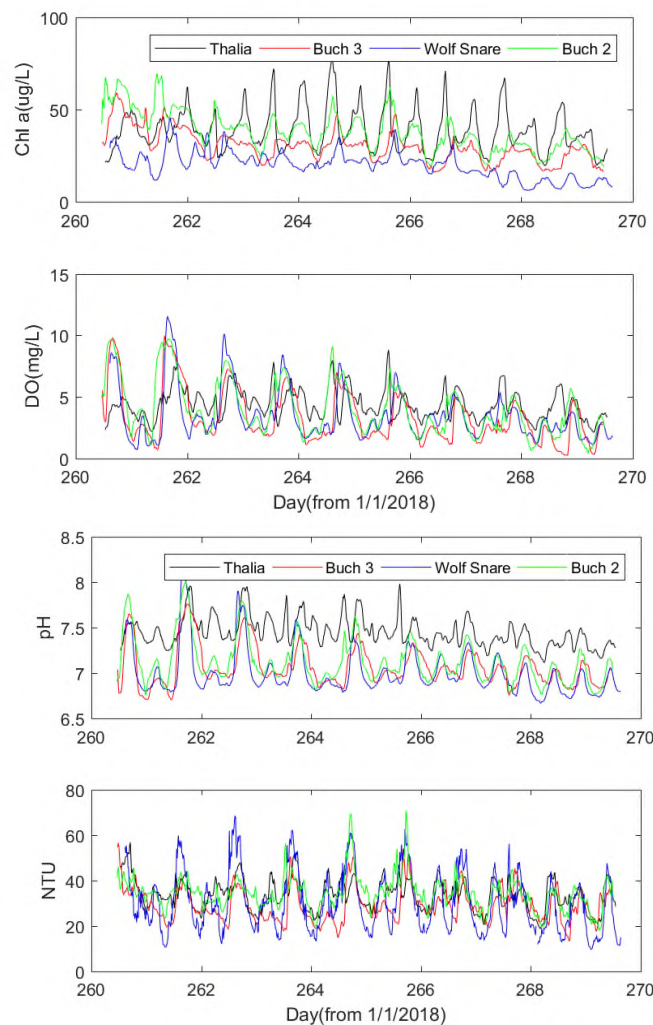 100
50
0
Chl a(ug/L)
Thalia Buch 3 Wolf Snare Buch 2
260 262 264 266 268 270
15
10
5
0
DO(mg/L)
260 262 264 266 268 270
Day(from 1/1/2018)
8.5
8
7.5
7
6.5
pH
Thalia Buch 3 Wolf Snare Buch 2
260 262 264 266 268 270
80
60
40
20
0
NTU
260 262 264 266 268 270
Day(from 1/1/2018)